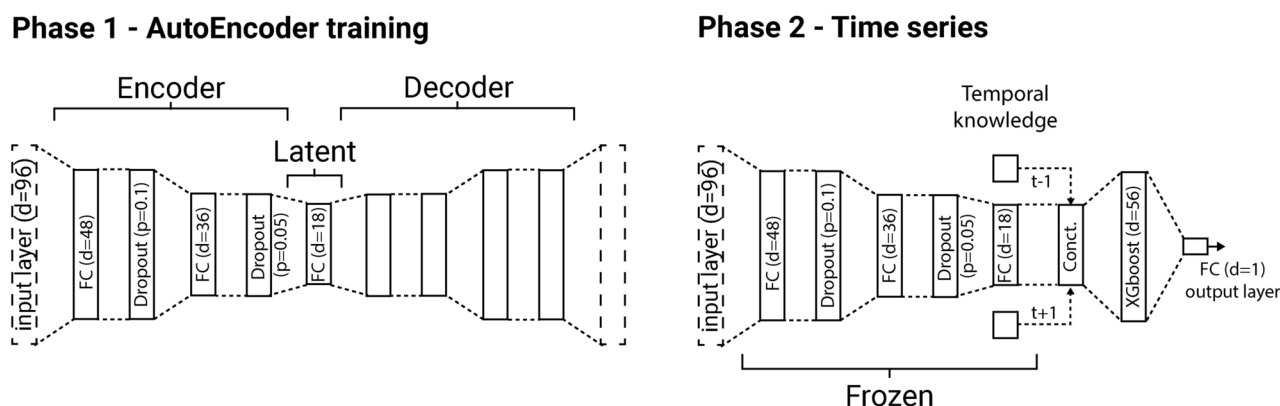 Phase 1 - AutoEncoder training
Encoder
Decoder
Latent
input layer (d=96)
FC (d=48)
Dropout (p=0.1)
FC (d=36)
Dropout
(p=0.05)
FC (d=18)
Phase 2 - Time series
Temporal
knowledge
input layer (d=96)
FC (d=48)
Dropout (p=0.1)
FC (d=36)
Dropout
(p=0.05)
FC (d=18)
t-1
t+1
Conct.
XGboost (d=56)
FC (d=1)
output layer
Frozen